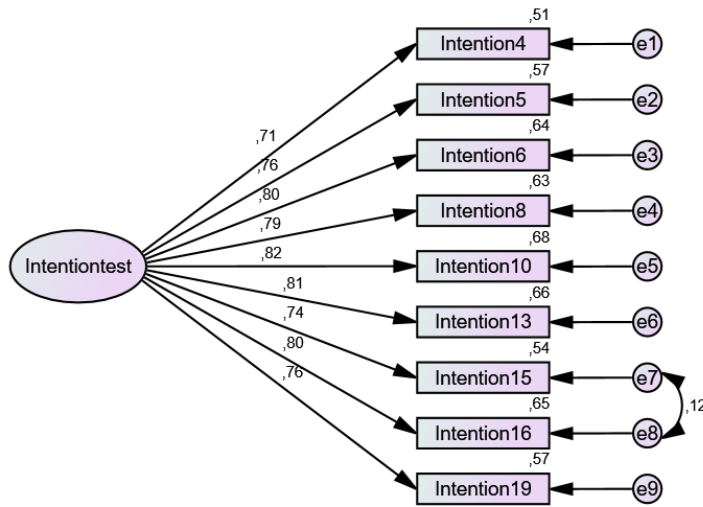 ,51
Intention4 e1
,57
Intention5 e2
,71
,64
Intention6 e3
,76
,63
,80
Intention8 e4
,79
,68
,82
Intentiontest Intention10 e5
,81
,66
Intention13 e6
,74
,54
,80
Intention15 e7
,76
,65
,12
Intention16 e8
,57
Intention19 e9